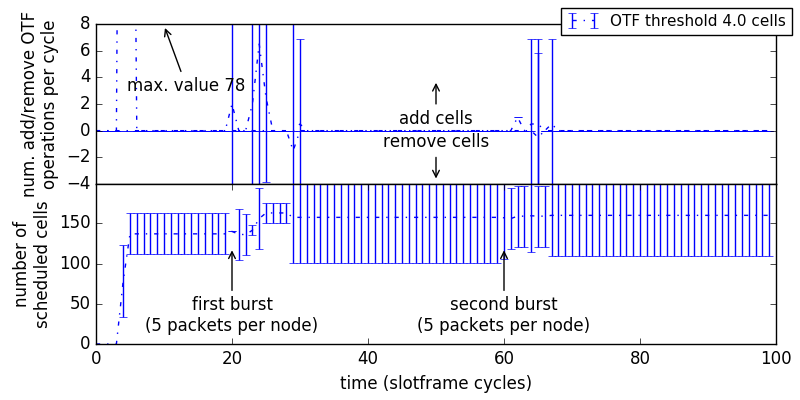 OTF threshold 4.0 cells
num. add/remove OTF
operations per cycle
8
6
4
2
0
−2
−4
max. value 78
add cells
remove cells
number of
scheduled cells
150
100
50
0
first burst
(5 packets per node)
second burst
(5 packets per node)
0 20 40 60 80 100
time (slotframe cycles)